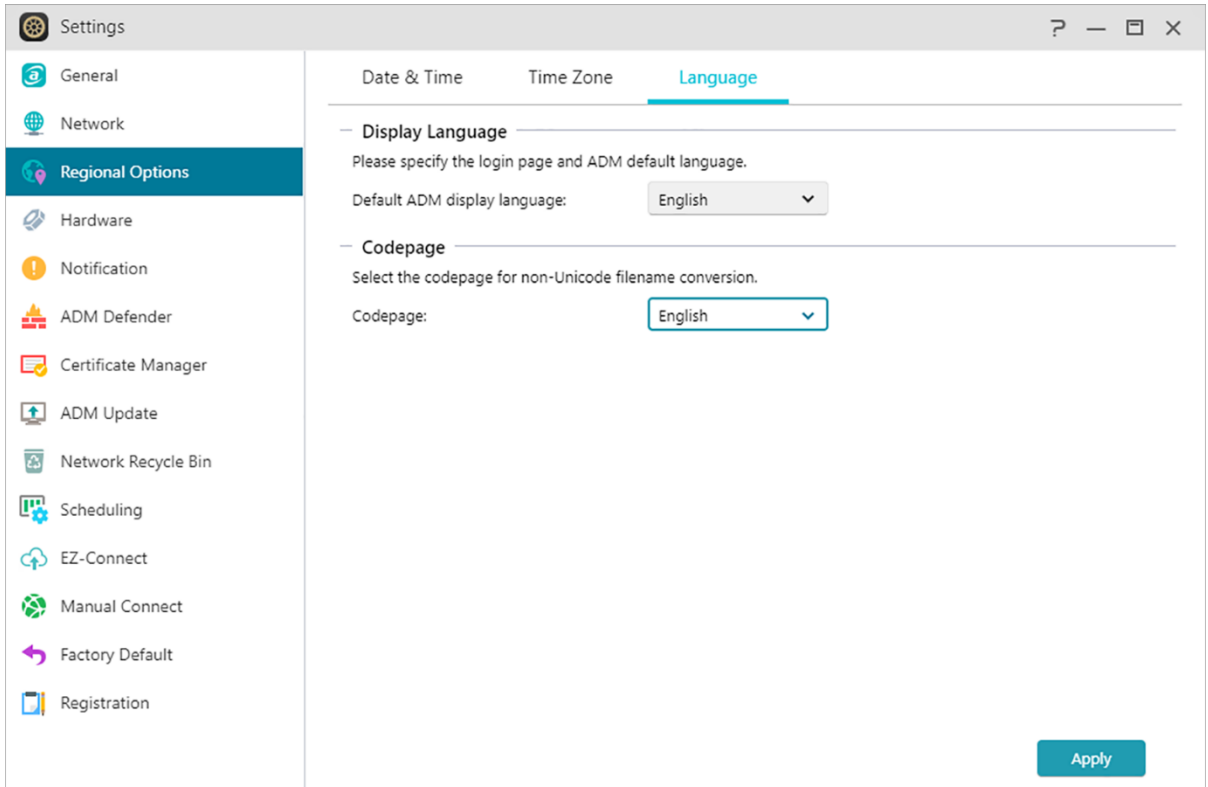 Settings
General
Network
Regional Options
Hardware
Notification
ADM Defender
Certificate Manager
ADM Update
Network Recycle Bin
Scheduling
EZ-Connect
Manual Connect
Factory Default
Registration
Date & Time Time Zone Language
Display Language
Please specify the login page and ADM default language.
Default ADM display language: English
Codepage
Select the codepage for non-Unicode filename conversion.
Codepage: English
Apply